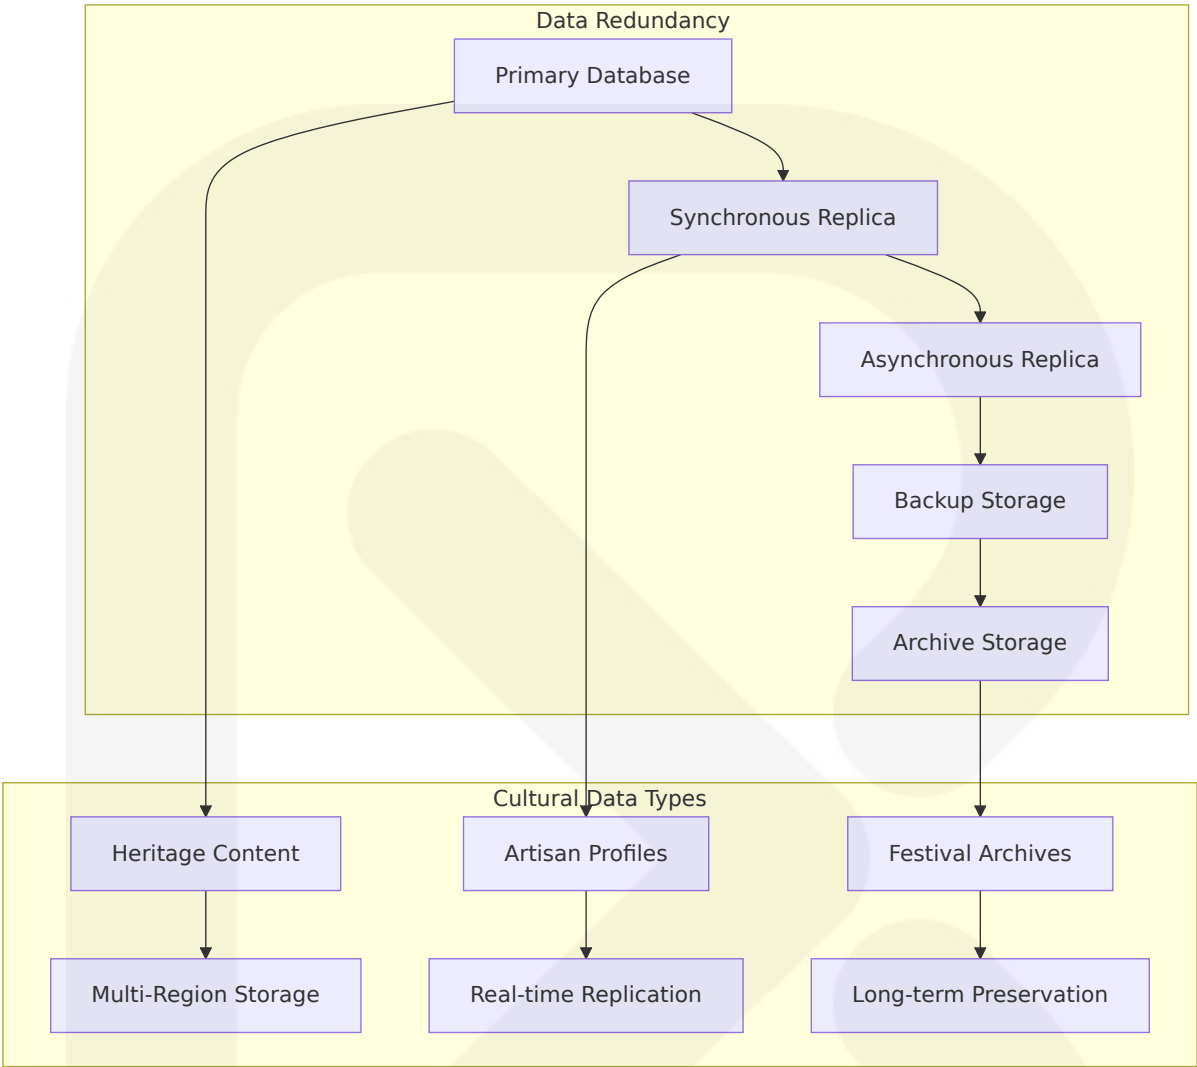 Data Redundancy
Primary Database
Synchronous Replica
Asynchronous Replica
Backup Storage
Archive Storage
Cultural Data Types
Heritage Content
Artisan Profiles
Festival Archives
Multi-Region Storage
Real-time Replication
Long-term Preservation